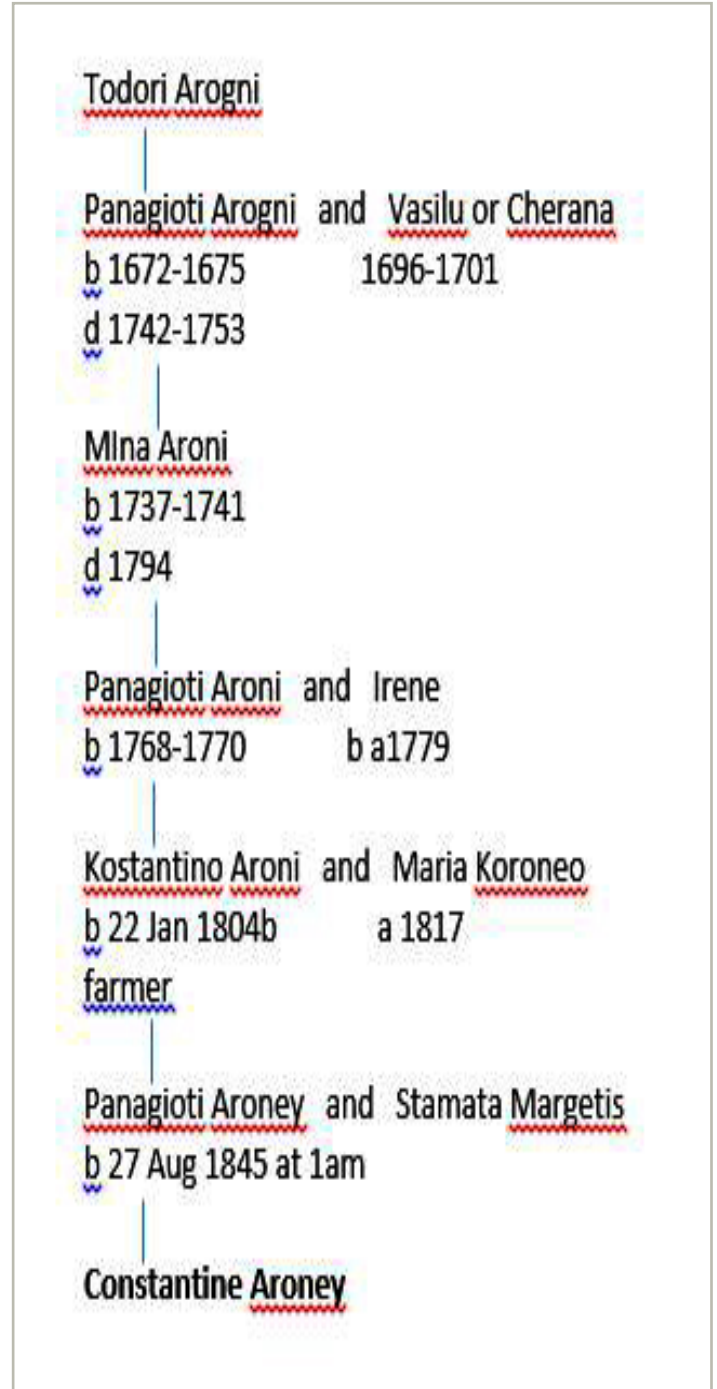 Todori Arogni
Panagioti Arogni and Vasilu or Cherana
b 1672-1675 1696-1701
d 1742-1753
MIna Aroni
b 1737-1741
d 1794
Panagioti Aroni and Irene
b 1768-1770 b a1779
Kostantino Aroni and Maria Koroneo
b 22 Jan 1804b a 1817
farmer
Panagioti Aroney and Stamata Margetis
b 27 Aug 1845 at 1am
Constantine Aroney